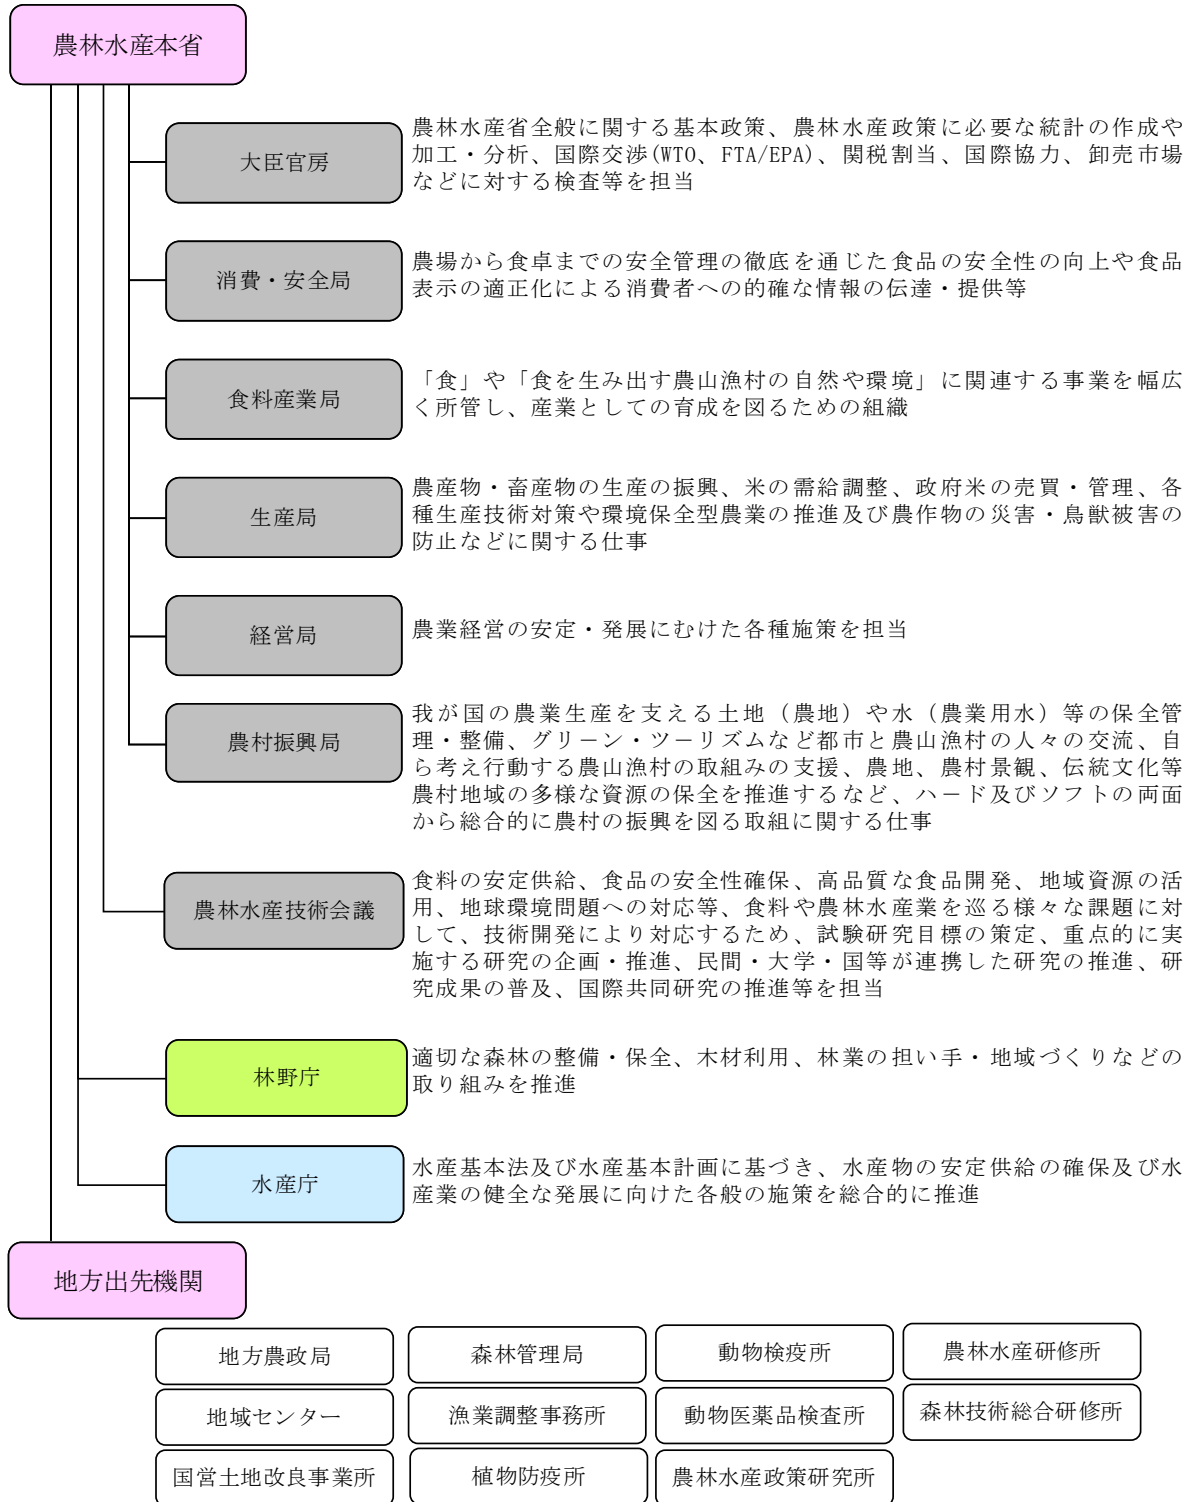 農林水産本省
大臣官房
農林水産省全般に関する基本政策、農林水産政策に必要な統計の作成や
加工・分析、国際交渉(WTO、FTA/EPA)、関税割当、国際協力、卸売市場
などに対する検査等を担当
消費・安全局
農場から食卓までの安全管理の徹底を通じた食品の安全性の向上や食品
表示の適正化による消費者への的確な情報の伝達・提供等
食料産業局
「食」や「食を生み出す農山漁村の自然や環境」に関連する事業を幅広
く所管し、産業としての育成を図るための組織
生産局
農産物・畜産物の生産の振興、米の需給調整、政府米の売買・管理、各
種生産技術対策や環境保全型農業の推進及び農作物の災害・鳥獣被害の
防止などに関する仕事
経営局
農業経営の安定・発展にむけた各種施策を担当
農村振興局
我が国の農業生産を支える土地（農地）や水（農業用水）等の保全管
理・整備、グリ－ン・ツ－リズムなど都市と農山漁村の人々の交流、自
ら考え行動する農山漁村の取組みの支援、農地、農村景観、伝統文化等
農村地域の多様な資源の保全を推進するなど、ハ－ド及びソフトの両面
から総合的に農村の振興を図る取組に関する仕事
農林水産技術会議
食料の安定供給、食品の安全性確保、高品質な食品開発、地域資源の活
用、地球環境問題への対応等、食料や農林水産業を巡る様々な課題に対
して、技術開発により対応するため、試験研究目標の策定、重点的に実
施する研究の企画・推進、民間・大学・国等が連携した研究の推進、研
究成果の普及、国際共同研究の推進等を担当
林野庁
適切な森林の整備・保全、木材利用、林業の担い手・地域づくりなどの
取り組みを推進
水産庁
水産基本法及び水産基本計画に基づき、水産物の安定供給の確保及び水
産業の健全な発展に向けた各般の施策を総合的に推進
地方出先機関
地方農政局
森林管理局
動物検疫所
農林水産研修所
地域センター
漁業調整事務所
動物医薬品検査所
森林技術総合研修所
国営土地改良事業所
植物防疫所
農林水産政策研究所